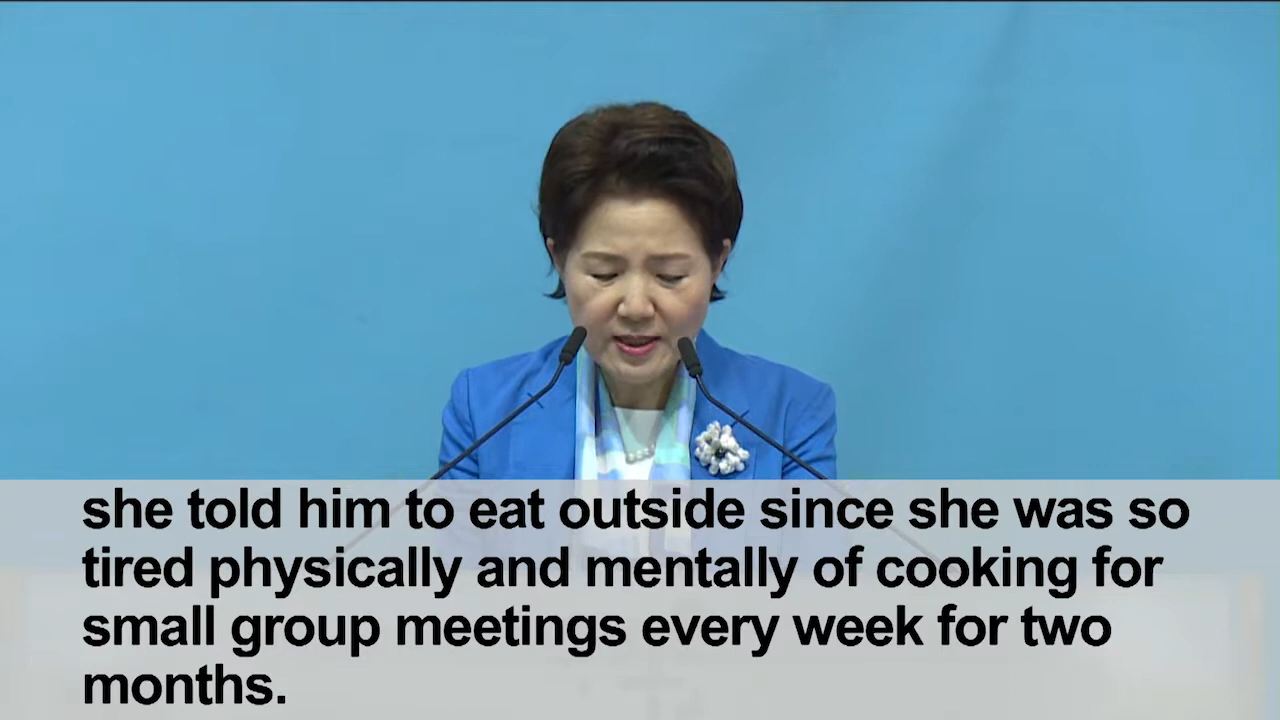 she told him to eat outside since she was so
tired physically and mentally of cooking for
small group meetings every week for two
months.